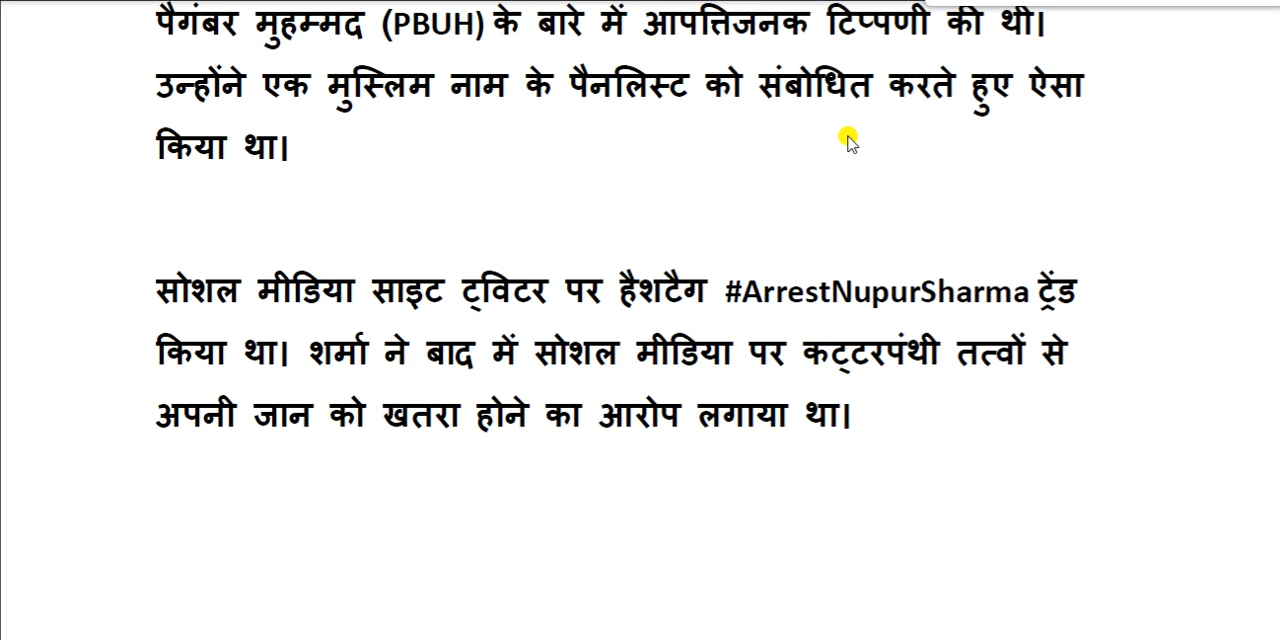 पैगंबर मुहम्मद (PBUH) के बारे में आपत्तिजनक टिप्पणी की थी।
उन्होंने एक मुस्लिम नाम के पैनलिस्ट को संबोधित करते हुए ऐसा
किया था।
सोशल मीडिया साइट ट्विटर पर हैशटैग #ArrestNupurSharma ट्रेंड
किया था। शर्मा ने बाद में सोशल मीडिया पर कट्टरपंथी तत्वों से
अपनी जान को खतरा होने का आरोप लगाया था।